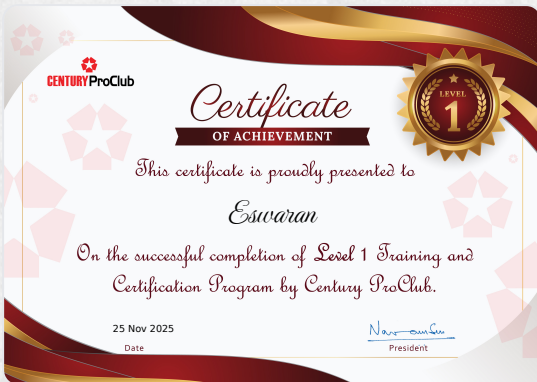 CENTURY ProClub
Certificate
OF ACHIEVEMENT
LEVEL
1
This certificate is proudly presented to
Eswaran
On the successful completion of Level 1 Training and
Certification Program by Century ProClub.
25 Nov 2025
Date
President